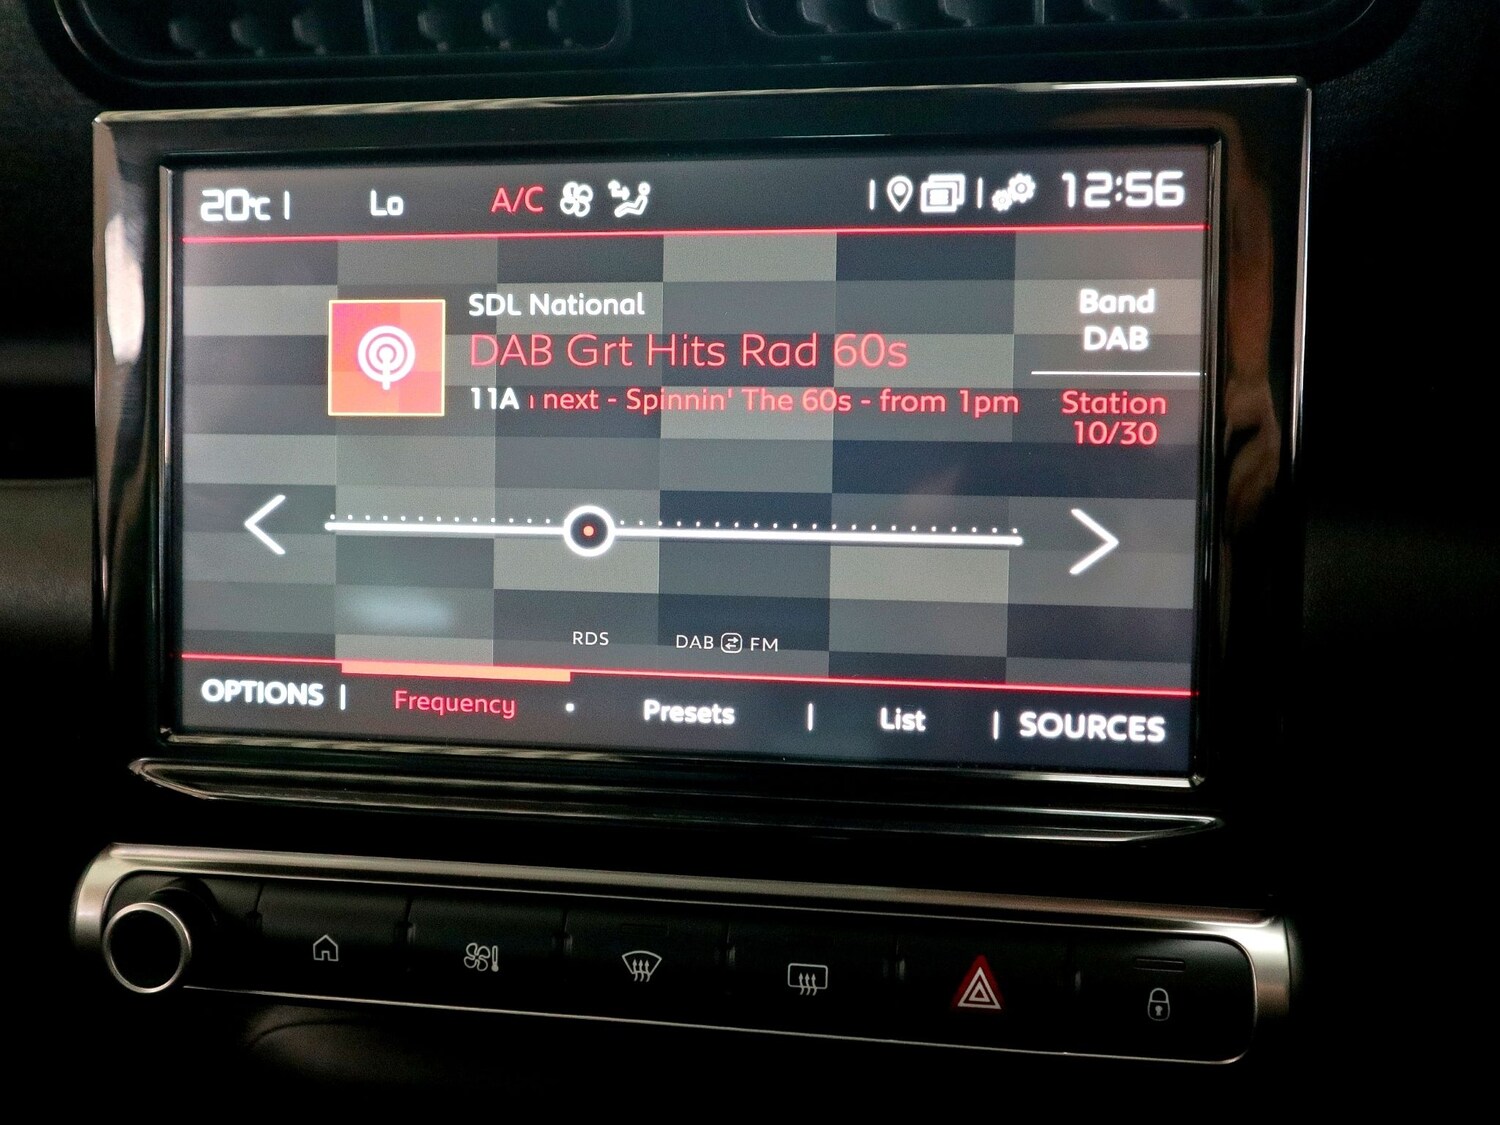 20°C Lo A/C 12:56
SDL National
DAB Grt Hits Rad 60s
11A next - Spinnin' The 60s - from 1pm
Band
DAB
Station
10/30
RDS DAB FM
OPTIONS Frequency Presets List SOURCES